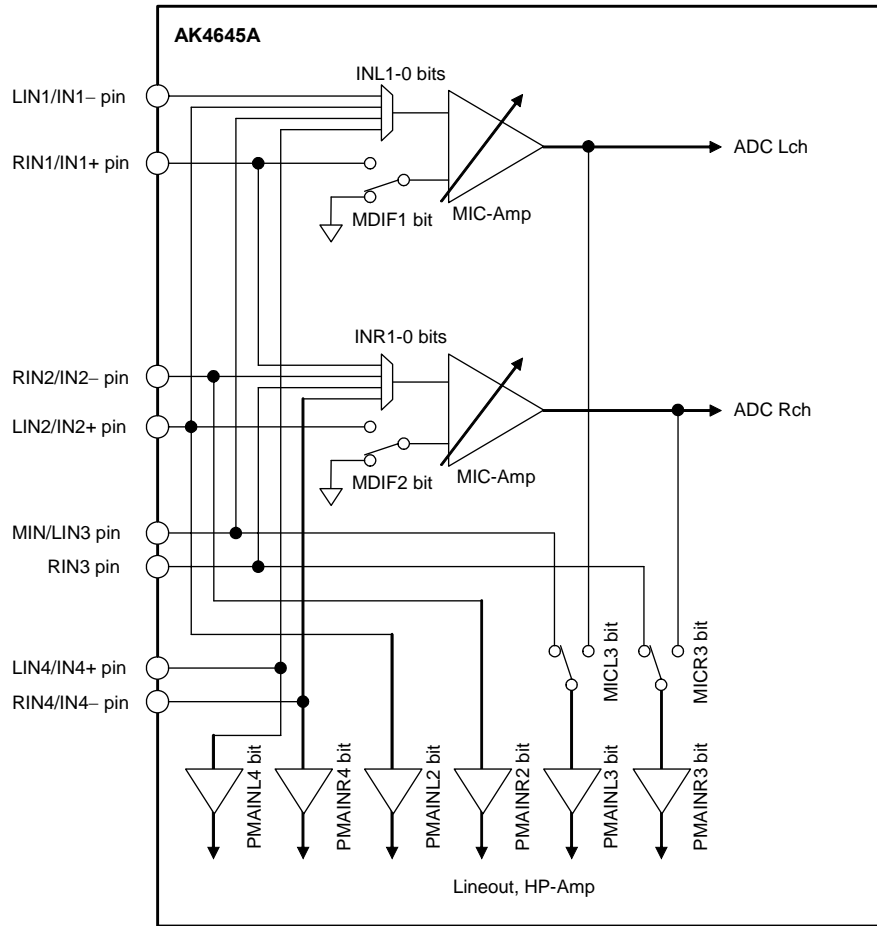 AK4645A
INL1-0 bits
LIN1/IN1− pin
RIN1/IN1+ pin
ADC Lch
MDIF1 bit
MIC-Amp
INR1-0 bits
RIN2/IN2− pin
LIN2/IN2+ pin
ADC Rch
MDIF2 bit
MIC-Amp
MIN/LIN3 pin
RIN3 pin
LIN4/IN4+ pin
RIN4/IN4− pin
MICL3 bit
MICR3 bit
PMAINL4 bit
PMAINR4 bit
PMAINL2 bit
PMAINR2 bit
PMAINL3 bit
PMAINR3 bit
Lineout, HP-Amp